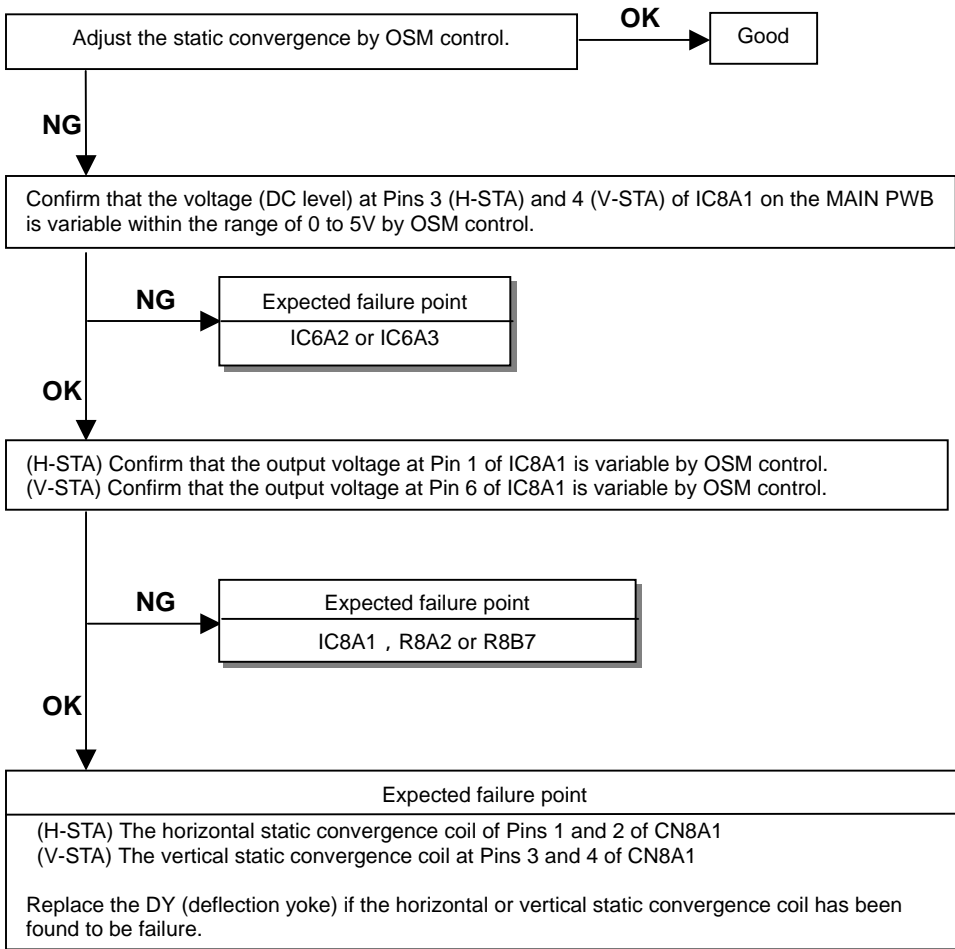 Adjust the static convergence by OSM control.
OK
Good
NG
Confirm that the voltage (DC level) at Pins 3 (H-STA) and 4 (V-STA) of IC8A1 on the MAIN PWB
is variable within the range of 0 to 5V by OSM control.
NG
Expected failure point
IC6A2 or IC6A3
OK
(H-STA) Confirm that the output voltage at Pin 1 of IC8A1 is variable by OSM control.
(V-STA) Confirm that the output voltage at Pin 6 of IC8A1 is variable by OSM control.
NG
Expected failure point
IC8A1 , R8A2 or R8B7
OK
Expected failure point
(H-STA) The horizontal static convergence coil of Pins 1 and 2 of CN8A1
(V-STA) The vertical static convergence coil at Pins 3 and 4 of CN8A1
Replace the DY (deflection yoke) if the horizontal or vertical static convergence coil has been
found to be failure.